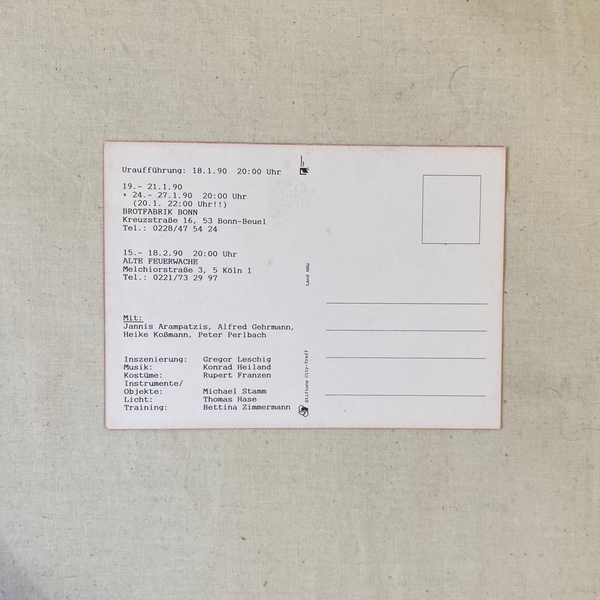 Uraufführung: 18.1.90 20:00 Uhr
19.- 21.1.90
+ 24.- 27.1.90 20:00 Uhr
(20.1. 22:00 Uhr!!)
BROTFABRIK BONN
Kreuzstraße 16, 53 Bonn-Beuel
Tel.: 0228/47 54 24
15.- 18.2.90 20:00 Uhr
ALTE FEUERWACHE
Melchiorstraße 3, 5 Köln 1
Tel.: 0221/73 29 97
Mit:
Jannis Arampatzis, Alfred Gehrmann,
Heike Koßmann, Peter Perlbach
Inszenierung: Gregor Leschig
Musik: Konrad Heiland
Kostüme: Rupert Franzen
Instrumente/
Objekte: Michael Stamm
Licht: Thomas Hase
Training: Bettina Zimmermann
Land NRW
Stiftung City-Treff